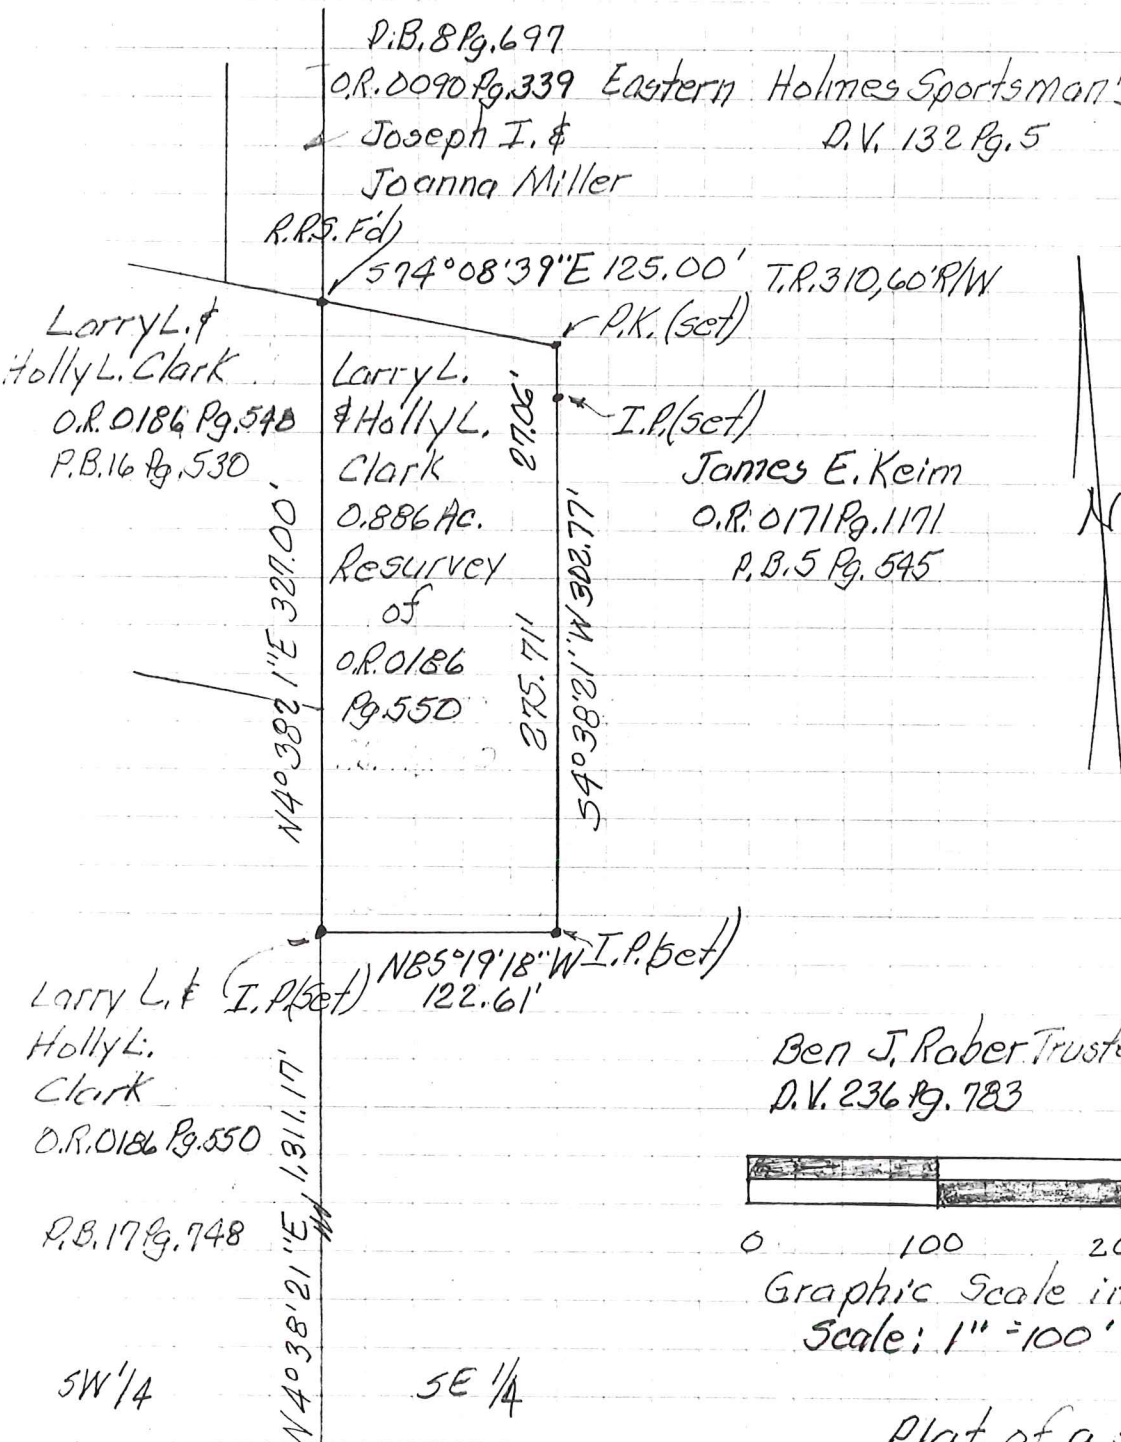 P.B. 8 Pg. 697
O.R. 0090 Pg. 339
Joseph I. &
Joanna Miller
Eastern Holmes Sportsman's
D.V. 132 Pg. 5
R.R.S. F'd)
S74°08'39"E 125.00'
T.R. 310, 60' R/W
P.K. (set)
Larry L. &
Holly L. Clark
O.R. 0186 Pg. 548
P.B. 16 Pg. 530
Larry L.
& Holly L.
Clark
0.886 Ac.
Resurvey
of
O.R. 0186
Pg. 550
27.06'
I.P. (set)
James E. Keim
O.R. 0171 Pg. 1171
P.B. 5 Pg. 545
N
N4°38'21"E 327.00'
275.71'
S4°38'21"W 302.77'
I.P. (Set)
N85°19'18"W
122.61'
I.P. (Set)
Larry L. &
Holly L.
Clark
O.R. 0186 Pg. 550
P.B. 17 Pg. 748
N4°38'21"E 1,311.17'
Ben J. Raber
D.V. 236 Pg. 783
0 100
Graphic Scale
Scale: 1" = 100'
SW 1/4
SE 1/4
Plat of a